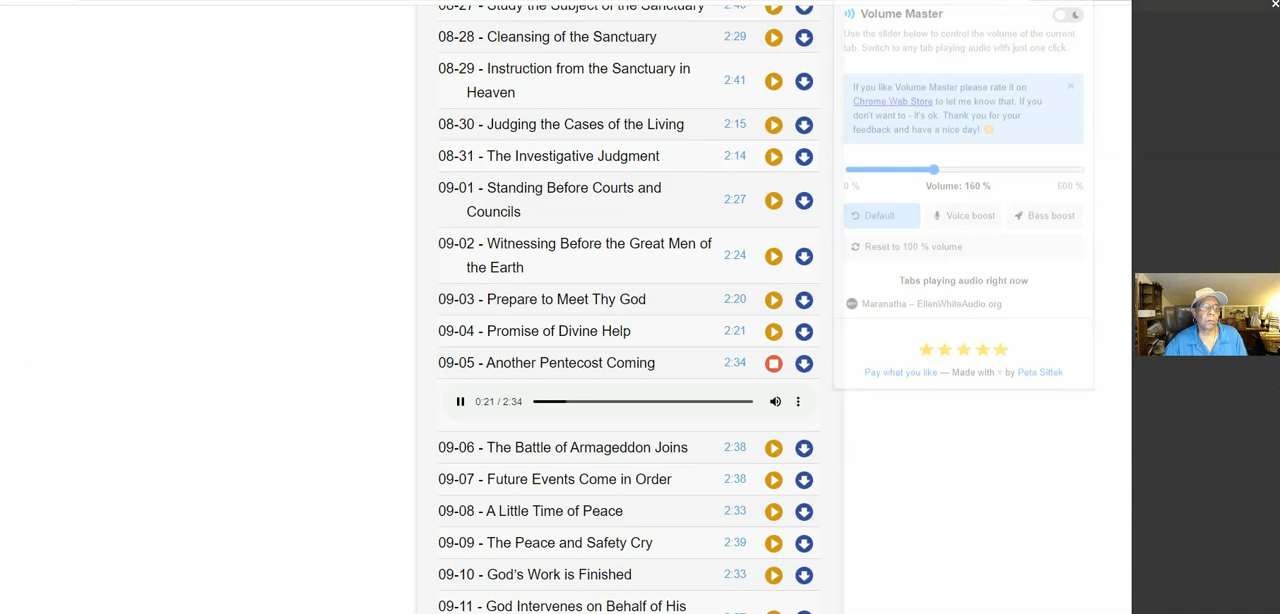 08-27 - Study the Subject of the Sanctuary 2:40
08-28 - Cleansing of the Sanctuary 2:29
08-29 - Instruction from the Sanctuary in
Heaven
2:41
08-30 - Judging the Cases of the Living 2:15
08-31 - The Investigative Judgment 2:14
09-01 - Standing Before Courts and
Councils
2:27
09-02 - Witnessing Before the Great Men of
the Earth
2:24
09-03 - Prepare to Meet Thy God 2:20
09-04 - Promise of Divine Help 2:21
09-05 - Another Pentecost Coming 2:34
0:21 / 2:34
09-06 - The Battle of Armageddon Joins 2:38
09-07 - Future Events Come in Order 2:38
09-08 - A Little Time of Peace 2:33
09-09 - The Peace and Safety Cry 2:39
09-10 - God's Work is Finished 2:33
09-11 - God Intervenes on Behalf of His
Volume Master
Use the slider below to control the volume of the current
tab. Switch to any tab playing audio with just one click.
If you like Volume Master please rate it on
Chrome Web Store to let me know that. If you
don't want to - it's ok. Thank you for your
feedback and have a nice day!
0 % Volume: 160 % 600 %
Default Voice boost Bass boost
Reset to 100 % volume
Tabs playing audio right now
Maranatha – EllenWhiteAudio.org
Pay what you like — Made with ♥ by Peta Sittek